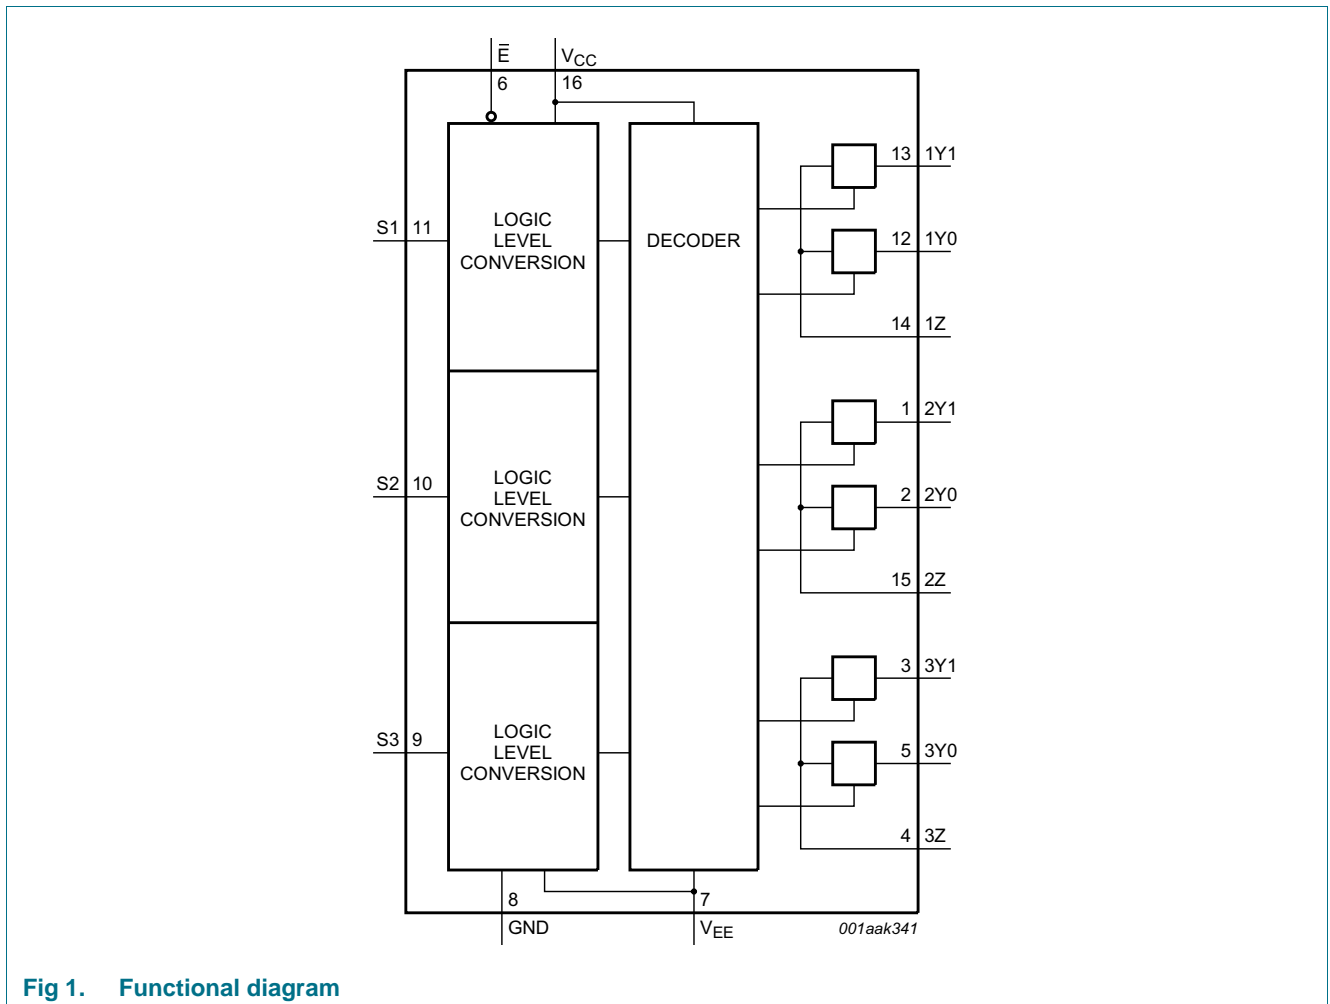 E̅
VCC
6
16
13 1Y1
S1 11
LOGIC
LEVEL
CONVERSION
DECODER
12 1Y0
14 1Z
1 2Y1
S2 10
LOGIC
LEVEL
CONVERSION
2 2Y0
15 2Z
3 3Y1
S3 9
LOGIC
LEVEL
CONVERSION
5 3Y0
4 3Z
8
7
GND
VEE
001aak341
Fig 1. Functional diagram